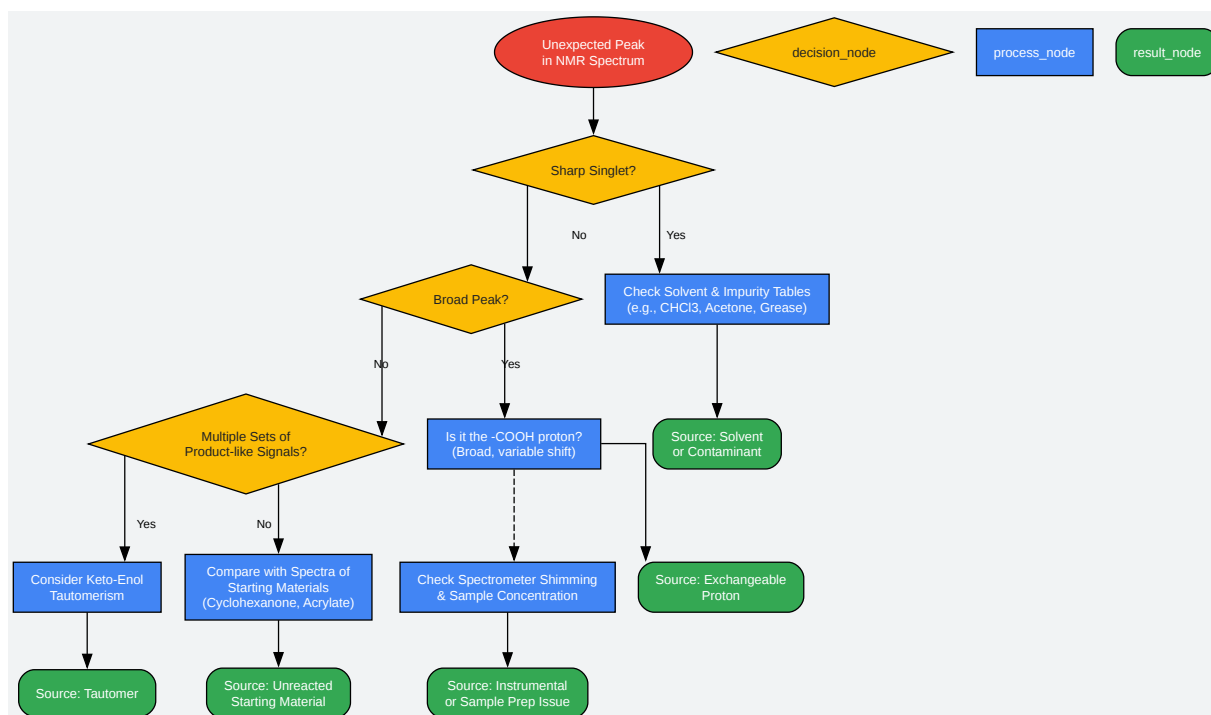 Unexpected Peak
in NMR Spectrum
decision_node
process_node
result_node
Sharp Singlet?
No
Yes
Broad Peak?
Check Solvent & Impurity Tables
(e.g., CHCl3, Acetone, Grease)
No
Yes
Multiple Sets of
Product-like Signals?
Is it the -COOH proton?
(Broad, variable shift)
Source: Solvent
or Contaminant
Yes
No
Consider Keto-Enol
Tautomerism
Compare with Spectra of
Starting Materials
(Cyclohexanone, Acrylate)
Check Spectrometer Shimming
& Sample Concentration
Source: Exchangeable
Proton
Source: Tautomer
Source: Unreacted
Starting Material
Source: Instrumental
or Sample Prep Issue